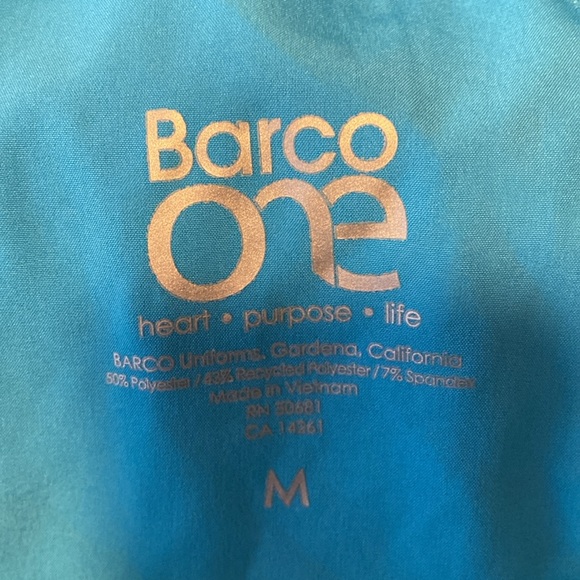 Barco
one
heart • purpose • life
BARCO Uniforms, Gardena, California
50% Polyester / 43% Recycled Polyester / 7% Spandex
Made in Vietnam
RN 30681
CA 14261
M